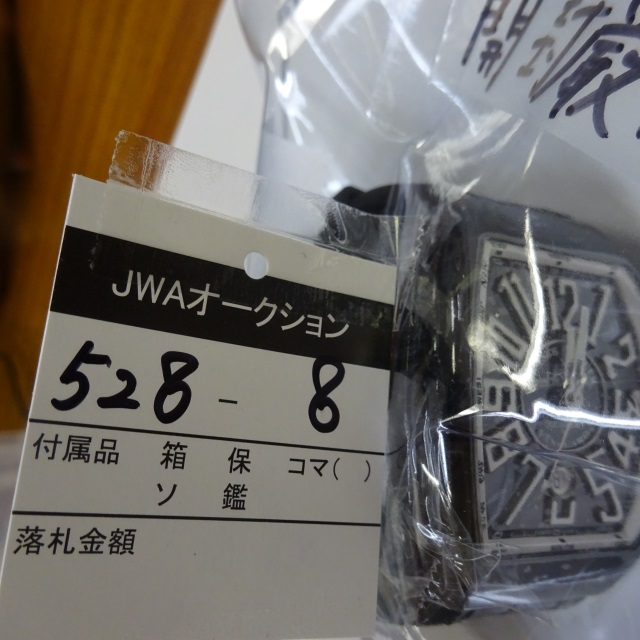 開
JWAオークション
528 - 8
付属品 箱 保 コマ( )
ソ 鑑
落札金額